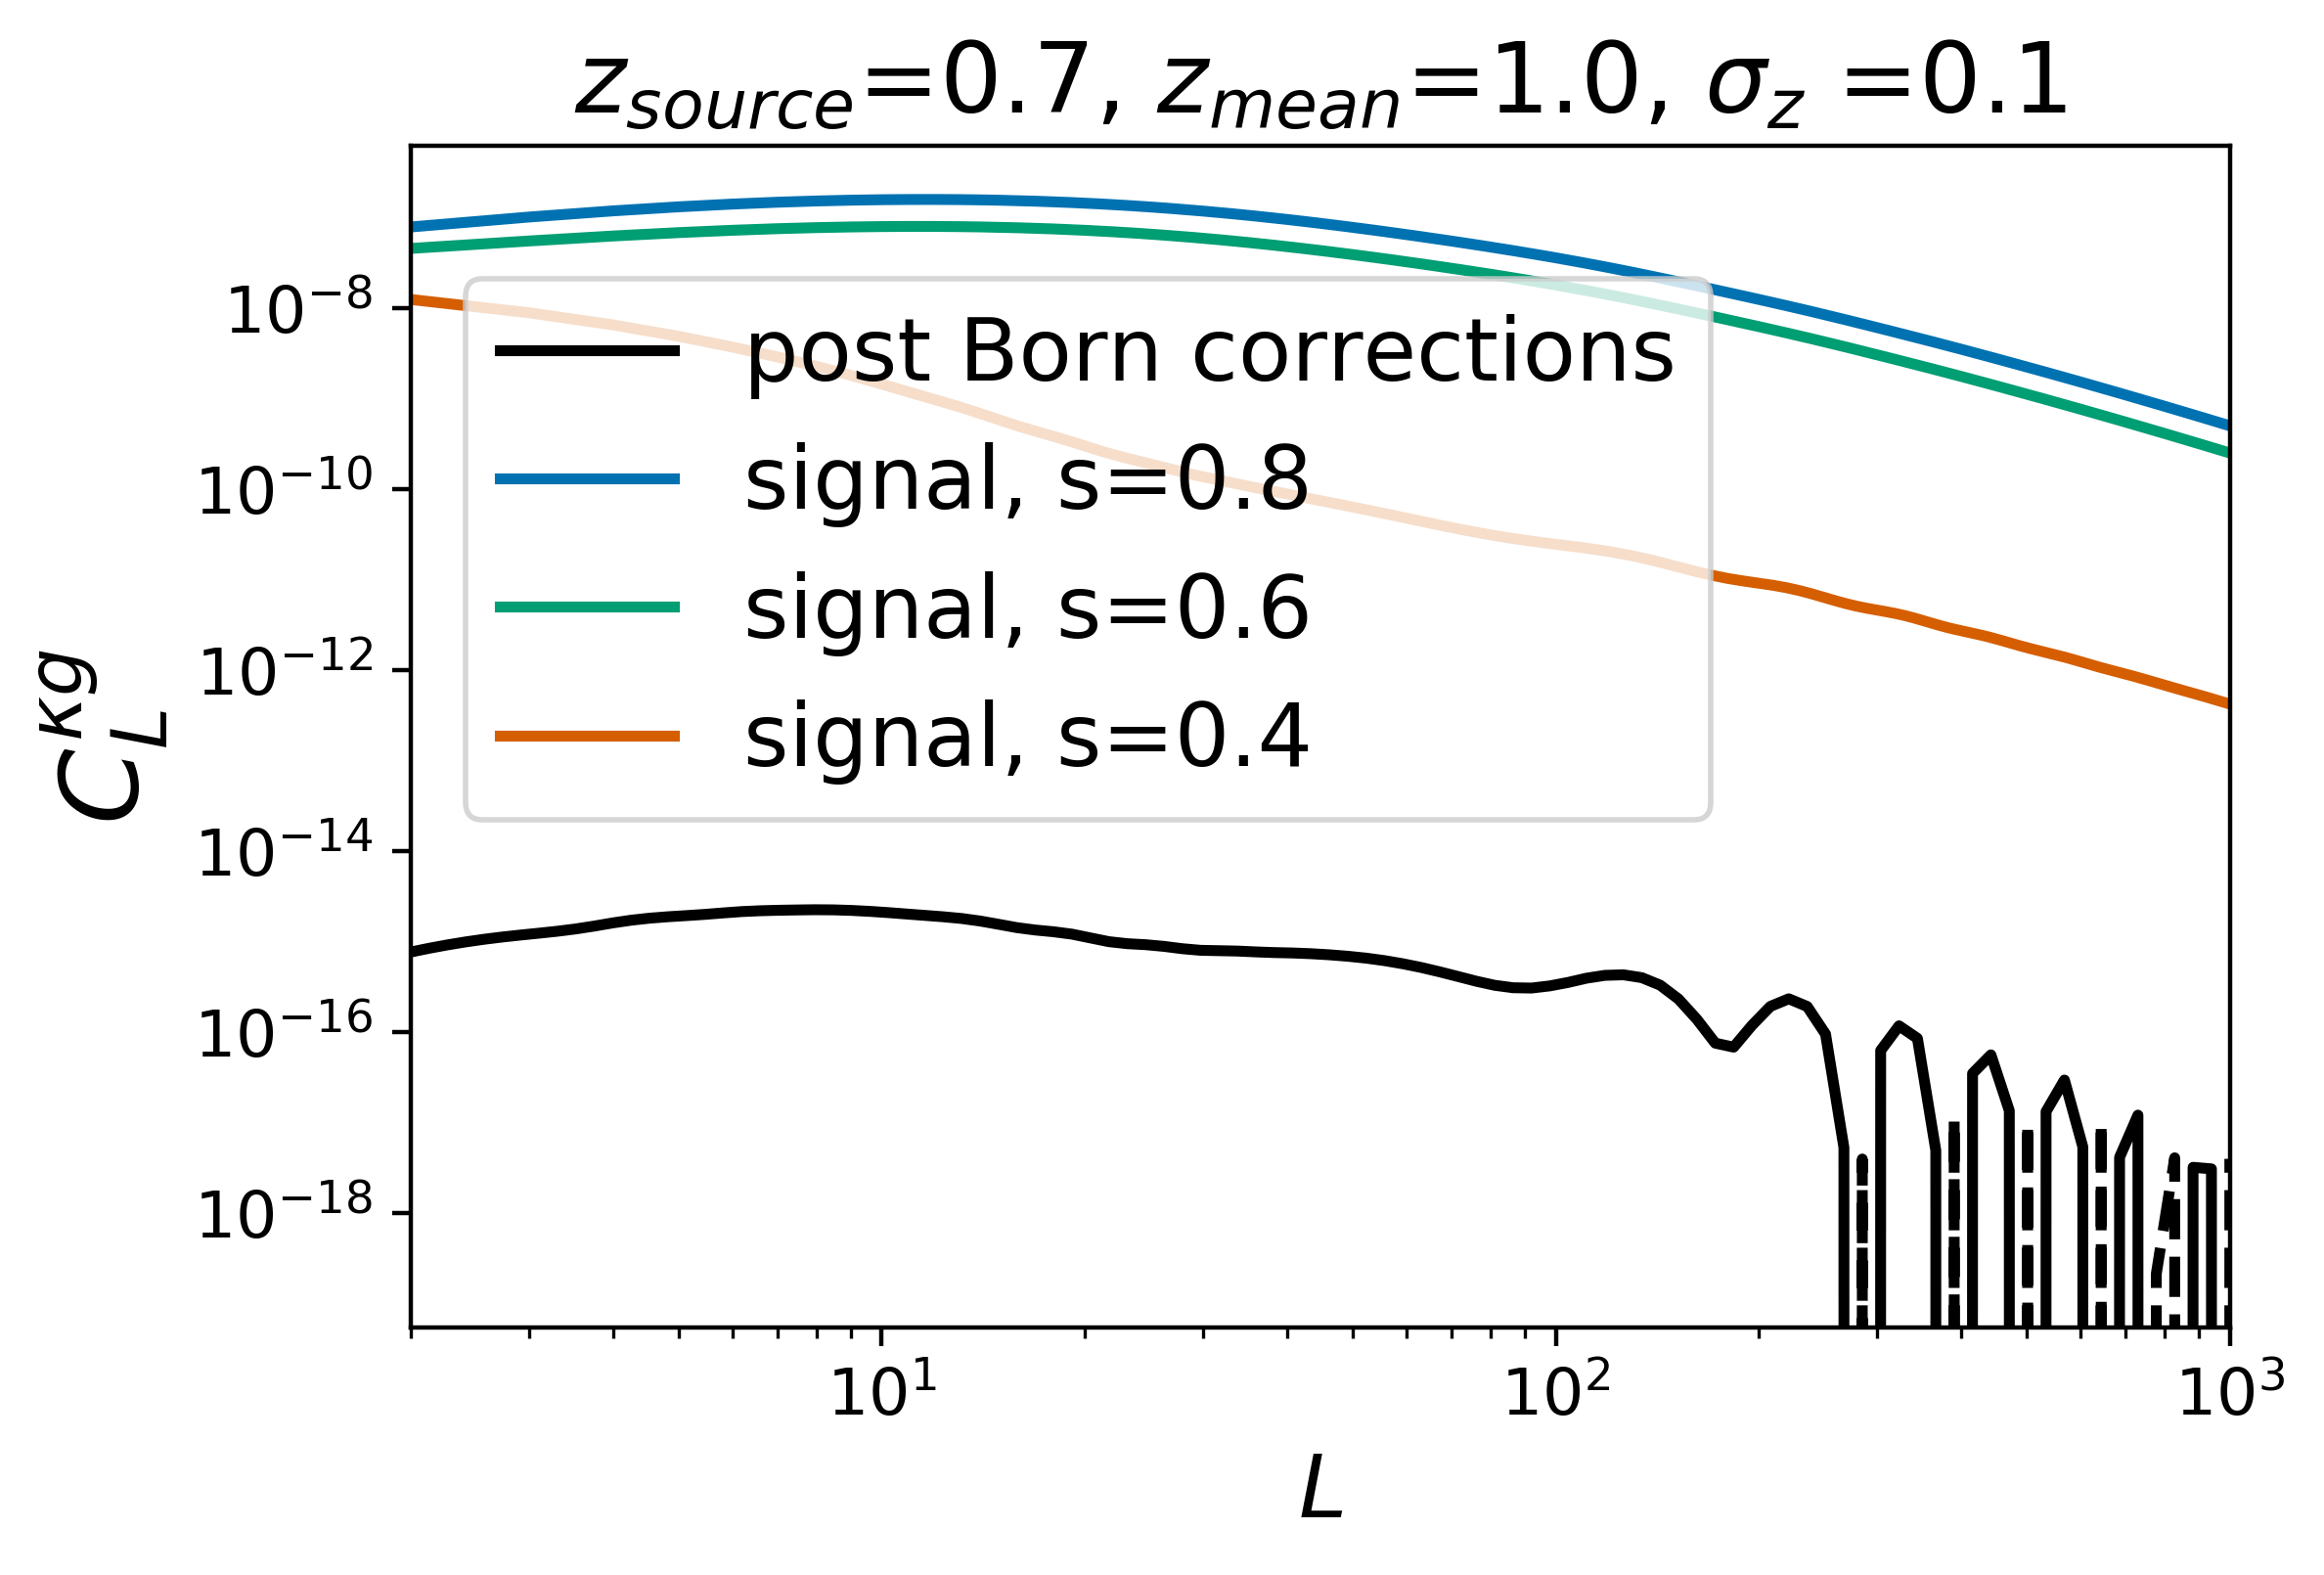 z_source=0.7, z_mean=1.0, σ_z =0.1
C_L^κg
10^−8
10^−10
10^−12
10^−14
10^−16
10^−18
post Born corrections
signal, s=0.8
signal, s=0.6
signal, s=0.4
10^1
10^2
10^3
L